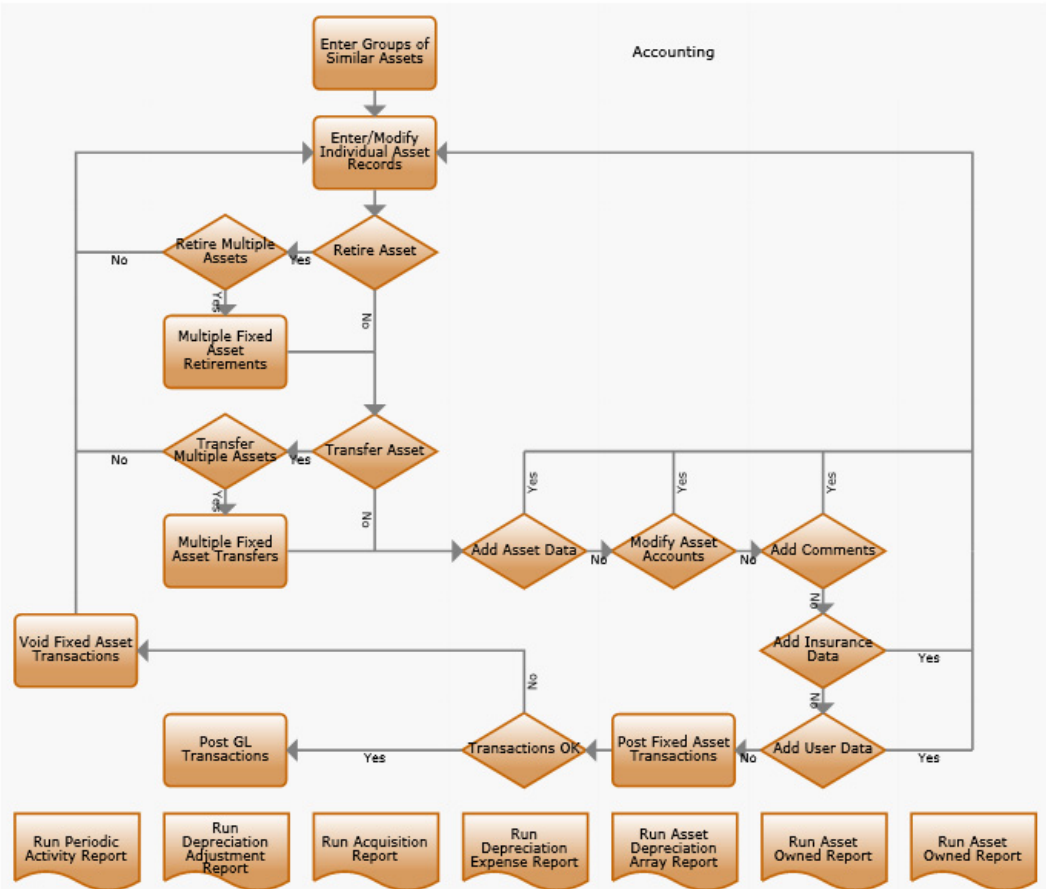 Enter Groups of
Similar Assets
Accounting
Enter/Modify
Individual Asset
Records
Retire Multiple
Assets
Retire Asset
No
Yes
Yes
No
Multiple Fixed
Asset
Retirements
Transfer
Multiple Assets
Transfer Asset
No
Yes
Yes
No
Yes
Yes
Yes
Multiple Fixed
Asset Transfers
Add Asset Data
Modify Asset
Accounts
Add Comments
No
No
No
Void Fixed Asset
Transactions
Add Insurance
Data
Yes
No
No
Post GL
Transactions
Transactions OK
Post Fixed Asset
Transactions
Add User Data
Yes
No
Yes
Run Periodic
Activity Report
Run
Depreciation
Adjustment
Report
Run Acquisition
Report
Run
Depreciation
Expense Report
Run Asset
Depreciation
Array Report
Run Asset
Owned Report
Run Asset
Owned Report